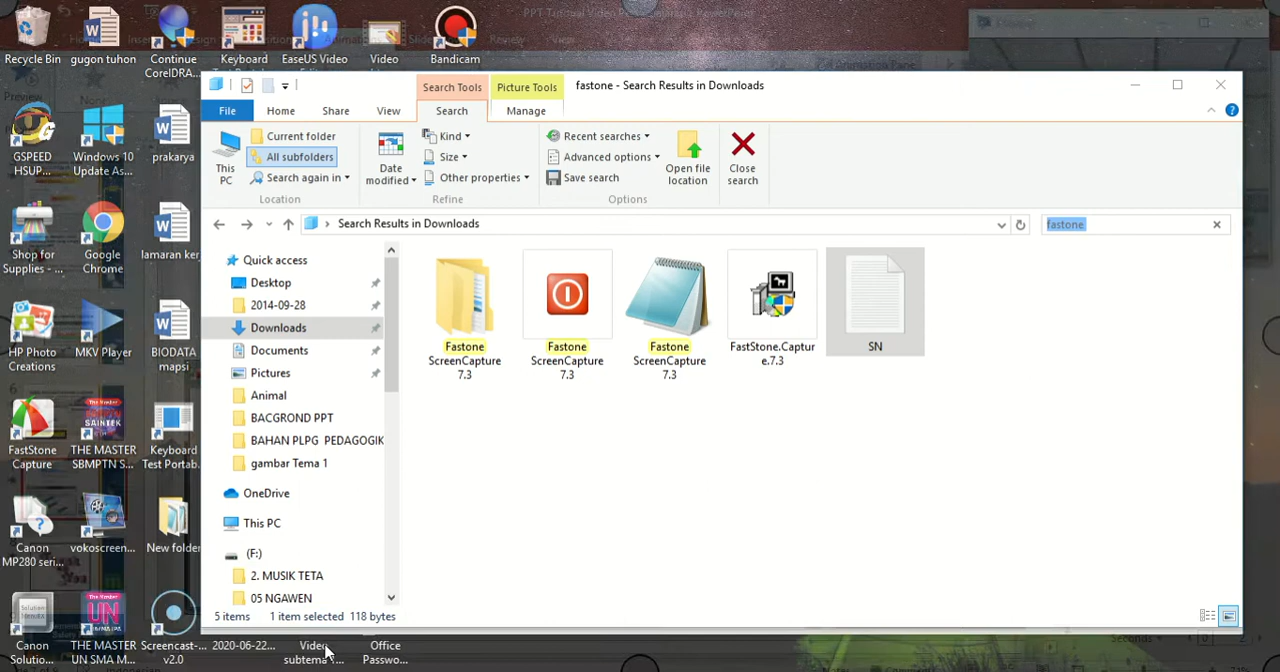 PPT Tutorial Video
Recycle Bin
gugon tuhon
Continue
CorelDRA...
Keyboard
EaseUS Video
Video
Bandicam
GSPEED
HSUP...
Windows 10
Update As...
prakarya
Shop for
Supplies - ...
Google
Chrome
lamaran kerj
HP Photo
Creations
MKV Player
BIODATA
mapsi
FastStone
Capture
THE MASTER
SBMPTN S...
Keyboard
Test Portab..
Canon
MP280 seri...
vokoscreen...
New folde
Canon
Solutio...
THE MASTER
UN SMA M...
Screencast-...
v2.0
2020-06-22...
Video
subtema ...
Office
Passwo...
Search Tools
Picture Tools
fastone - Search Results in Downloads
File
Home
Share
View
Search
Manage
This
PC
Current folder
All subfolders
Search again in
Location
Date
modified
Kind
Size
Other properties
Refine
Recent searches
Advanced options
Save search
Options
Open file
location
Close
search
Search Results in Downloads
fastone
Quick access
Desktop
2014-09-28
Downloads
Documents
Pictures
Animal
BACGROND PPT
BAHAN PLPG PEDAGOGIK
gambar Tema 1
OneDrive
This PC
(F:)
2. MUSIK TETA
05 NGAWEN
Fastone
ScreenCapture
7.3
Fastone
ScreenCapture
7.3
Fastone
ScreenCapture
7.3
FastStone.Captur
e.7.3
SN
5 items
1 item selected
118 bytes